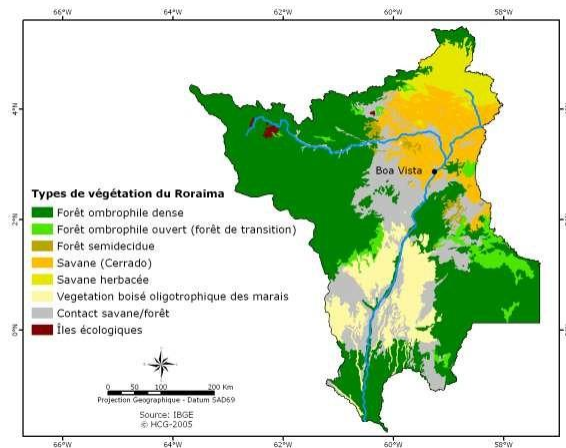 66°W 64°W 62°W 60°W 58°W
4°N
Boa Vista
Types de végétation du Roraima
Forêt ombrophile dense
Forêt ombrophile ouvert (forêt de transition)
2°N
Forêt semidecidue
Savane (Cerrado)
Savane herbacée
Vegetation boisé oligotrophique des marais
Contact savane/forêt
0°N
Îles écologiques
100 50 0 100 200 Km
Projection Geographique - Datum SAD69
Source: IBGE
© HCG-2005
66°W 64°W 62°W 60°W 58°W